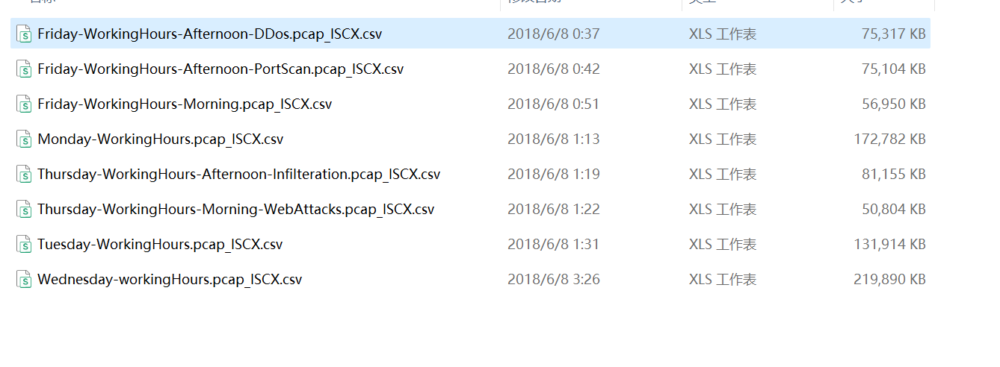 Friday-WorkingHours-Afternoon-DDos.pcap_ISCX.csv 2018/6/8 0:37 XLS 工作表 75,317 KB
Friday-WorkingHours-Afternoon-PortScan.pcap_ISCX.csv 2018/6/8 0:42 XLS 工作表 75,104 KB
Friday-WorkingHours-Morning.pcap_ISCX.csv 2018/6/8 0:51 XLS 工作表 56,950 KB
Monday-WorkingHours.pcap_ISCX.csv 2018/6/8 1:13 XLS 工作表 172,782 KB
Thursday-WorkingHours-Afternoon-Infilteration.pcap_ISCX.csv 2018/6/8 1:19 XLS 工作表 81,155 KB
Thursday-WorkingHours-Morning-WebAttacks.pcap_ISCX.csv 2018/6/8 1:22 XLS 工作表 50,804 KB
Tuesday-WorkingHours.pcap_ISCX.csv 2018/6/8 1:31 XLS 工作表 131,914 KB
Wednesday-workingHours.pcap_ISCX.csv 2018/6/8 3:26 XLS 工作表 219,890 KB